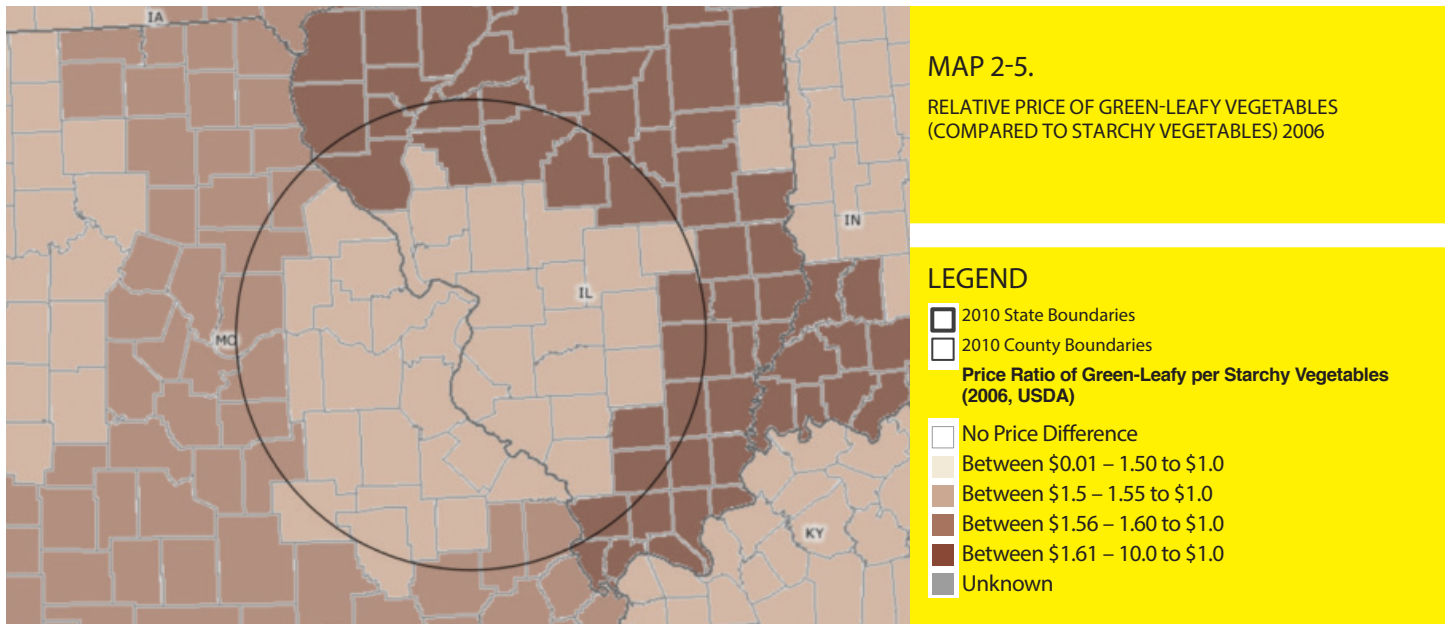 IA
IN
IL
MO
KY
MAP 2-5.
RELATIVE PRICE OF GREEN-LEAFY VEGETABLES
(COMPARED TO STARCHY VEGETABLES) 2006
LEGEND
2010 State Boundaries
2010 County Boundaries
Price Ratio of Green-Leafy per Starchy Vegetables
(2006, USDA)
No Price Difference
Between $0.01 – 1.50 to $1.0
Between $1.5 – 1.55 to $1.0
Between $1.56 – 1.60 to $1.0
Between $1.61 – 10.0 to $1.0
Unknown